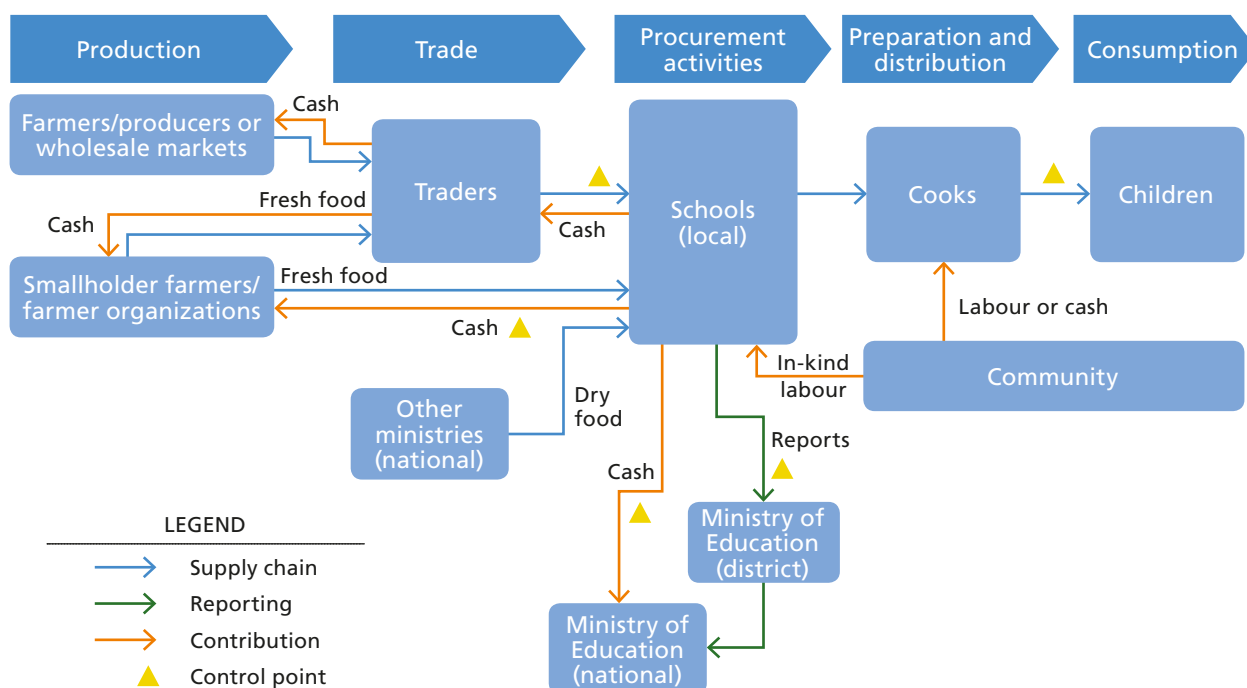 Production
Trade
Procurement
activities
Preparation and
distribution
Consumption
Cash
Farmers/producers or
wholesale markets
Traders
Schools
(local)
Cooks
Children
Fresh food
Cash
Cash
Smallholder farmers/
farmer organizations
Fresh food
Cash
Labour or cash
In-kind
labour
Community
Other
ministries
(national)
Dry
food
Reports
Cash
Ministry of
Education
(district)
Ministry of
Education
(national)
LEGEND
Supply chain
Reporting
Contribution
Control point